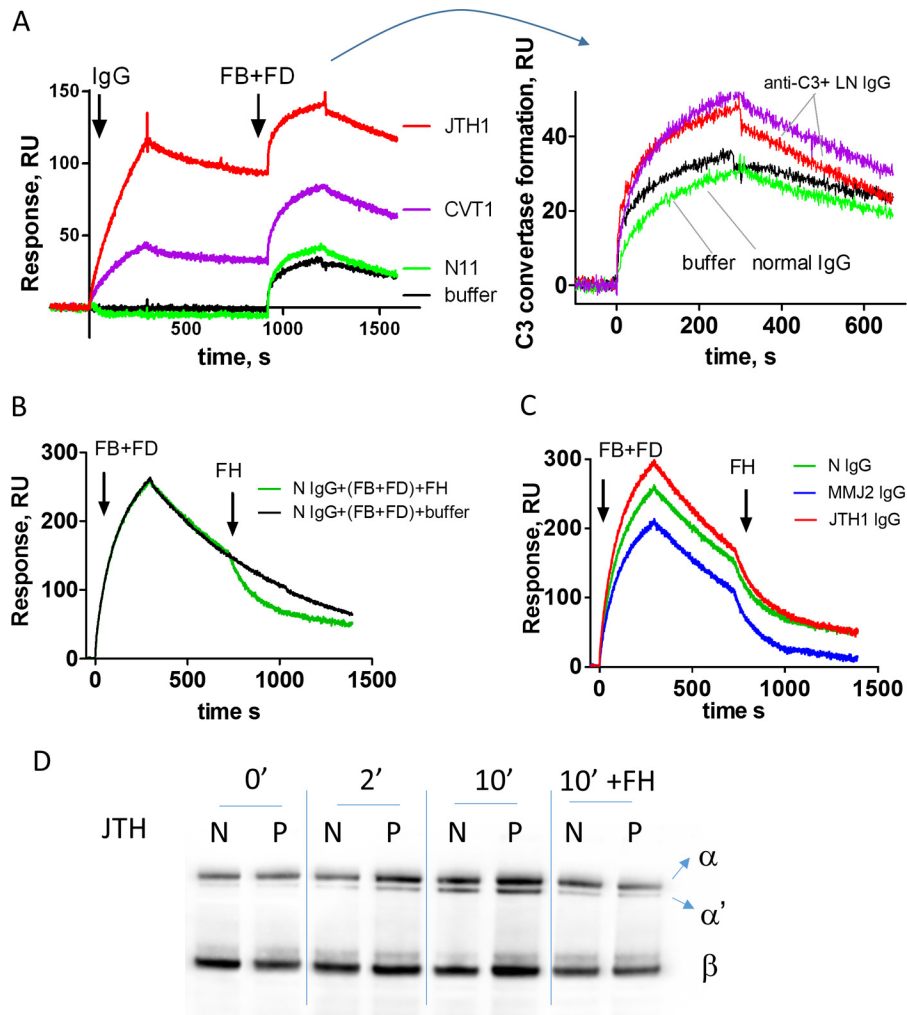 A
IgG
FB+FD
150
100
50
0
Response, RU
500
1000
1500
time, s
JTH1
CVT1
N11
buffer
C3 convertase formation, RU
40
20
0
anti-C3+ LN IgG
buffer
normal IgG
0
200
400
600
time, s
B
FB+FD
FH
300
200
100
0
Response, RU
N IgG+(FB+FD)+FH
N IgG+(FB+FD)+buffer
0
500
1000
1500
time s
C
FB+FD
FH
300
200
100
0
Response, RU
N IgG
MMJ2 IgG
JTH1 IgG
0
500
1000
1500
time s
D
0’ 2’ 10’ 10’ +FH
JTH N P N P N P N P
α
α’
β